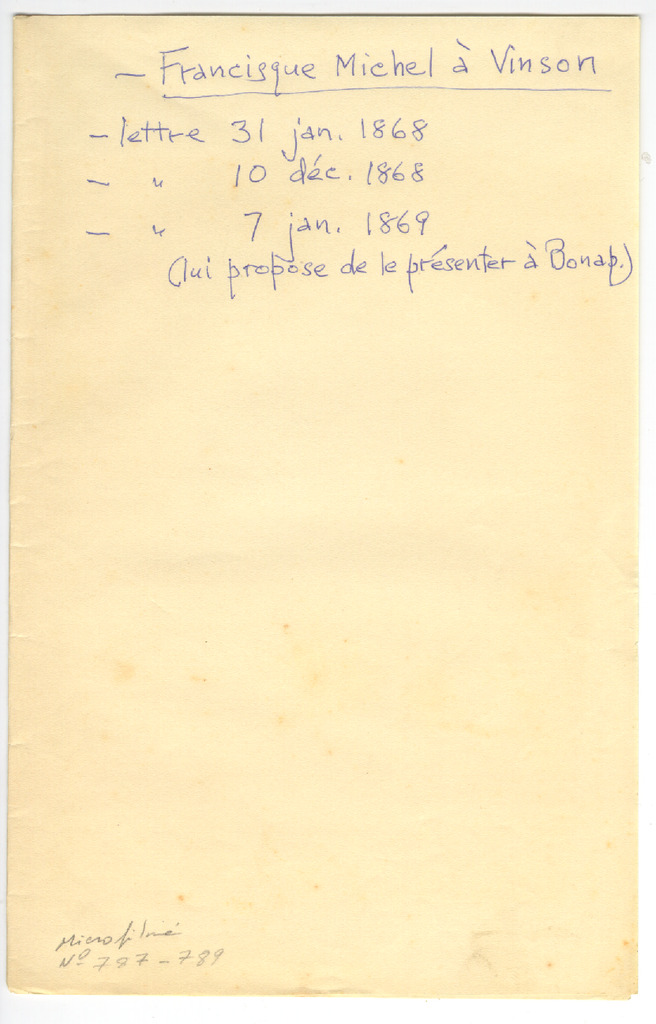 – Francisque Michel à Vinson
– lettre 31 jan. 1868
– " 10 déc. 1868
– " 7 jan. 1869
(lui propose de le présenter à Bonap.)
Microfilmé
Nº 787 – 789